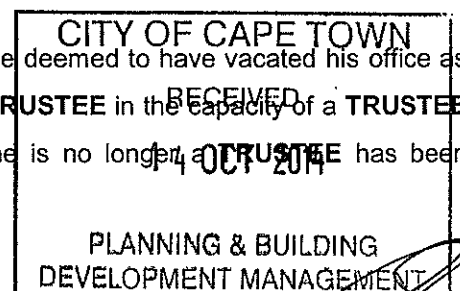 CITY OF CAPE TOWN
e deemed to have vacated his office as
RECEIVED
RUSTEE in the capacity of a TRUSTEE
14 OCT 2014
e is no longer a TRUSTEE has been
PLANNING & BUILDING
DEVELOPMENT MANAGEMENT